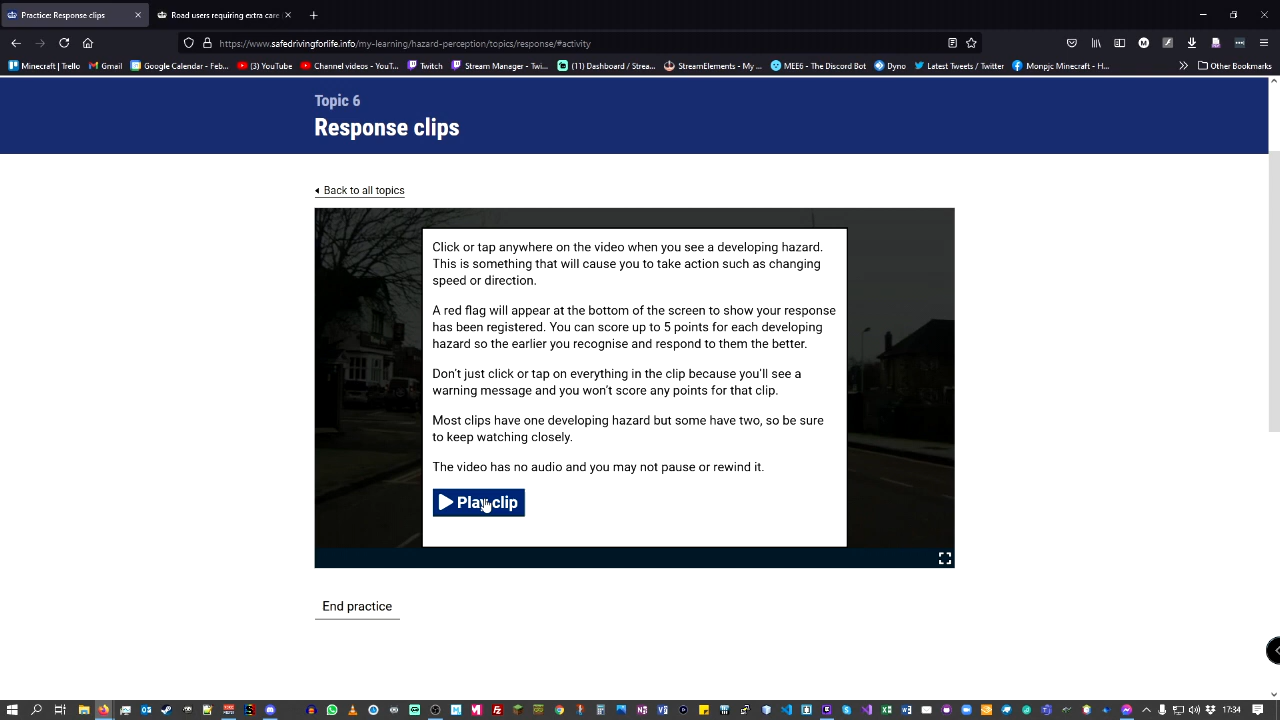 Practice: Response clips
Road users requiring extra care
https://www.safedrivingforlife.info/my-learning/hazard-perception/topics/response/#activity
Minecraft | Trello
Gmail
Google Calendar - Feb...
(3) YouTube
Channel videos - YouT...
Twitch
Stream Manager - Twi...
(11) Dashboard / Strea...
StreamElements - My ...
MEE6 - The Discord Bot
Dyno
Latest Tweets / Twitter
Monpjc Minecraft - H...
Other Bookmarks
Topic 6
Response clips
Back to all topics
Click or tap anywhere on the video when you see a developing hazard.
This is something that will cause you to take action such as changing
speed or direction.
A red flag will appear at the bottom of the screen to show your response
has been registered. You can score up to 5 points for each developing
hazard so the earlier you recognise and respond to them the better.
Don't just click or tap on everything in the clip because you'll see a
warning message and you won't score any points for that clip.
Most clips have one developing hazard but some have two, so be sure
to keep watching closely.
The video has no audio and you may not pause or rewind it.
Play clip
End practice
17:34